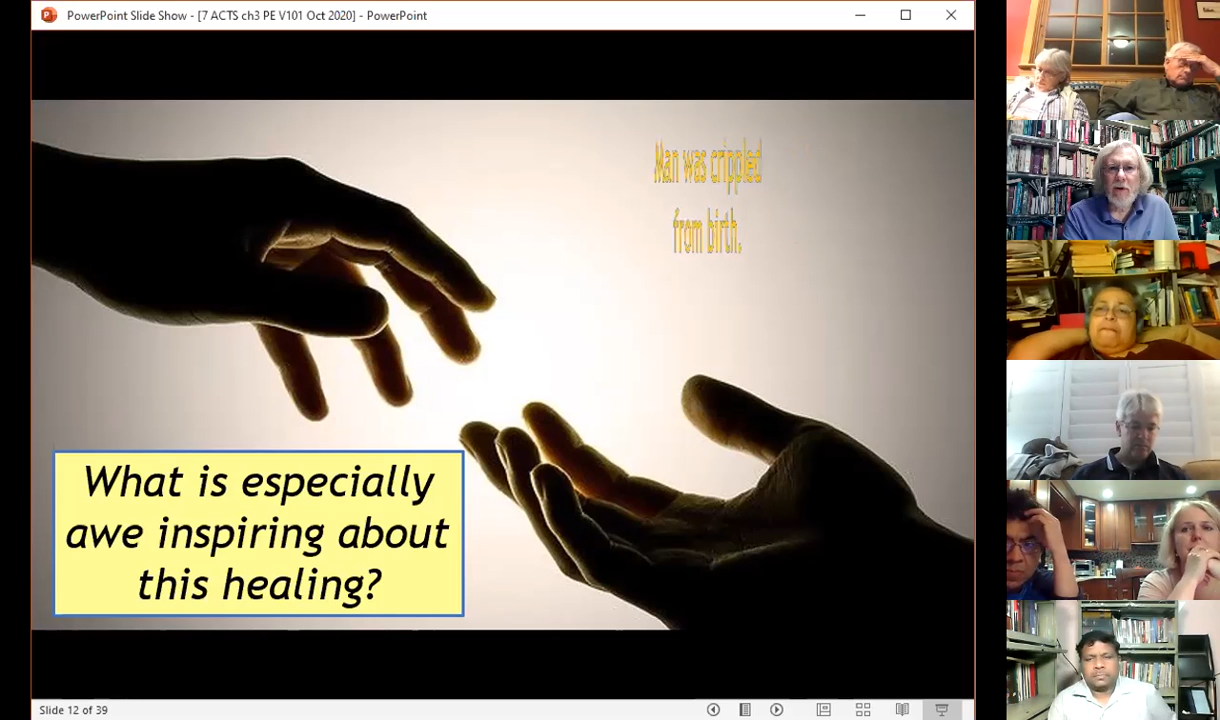 PowerPoint Slide Show - [7 ACTS ch3 PE V101 Oct 2020] - PowerPoint
Man was crippled
from birth.
What is especially
awe inspiring about
this healing?
Slide 12 of 39